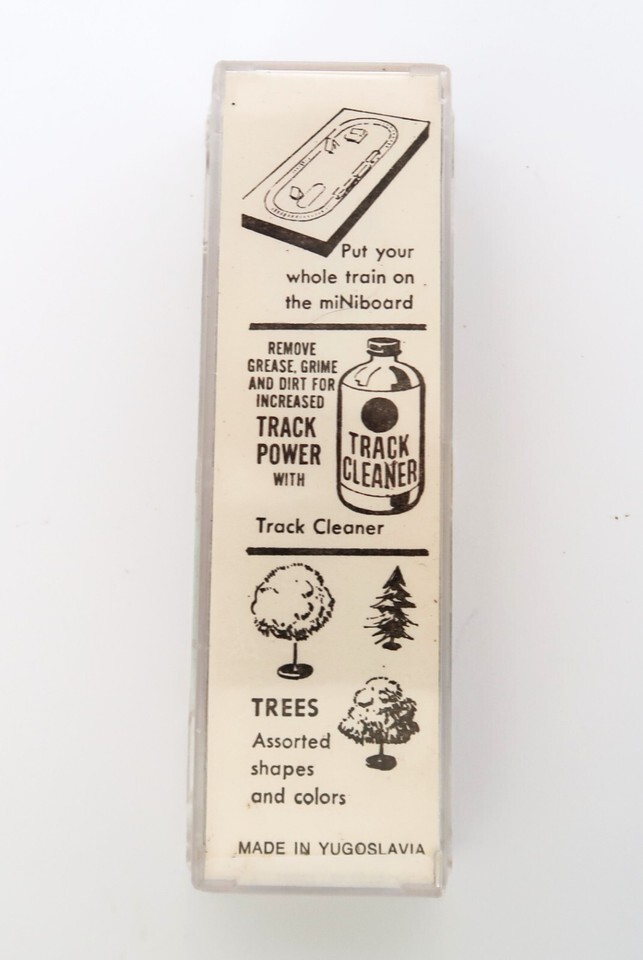 Put your
whole train on
the miNiboard
REMOVE
GREASE, GRIME
AND DIRT FOR
INCREASED
TRACK
POWER
WITH
TRACK
CLEANER
Track Cleaner
TREES
Assorted
shapes
and colors
MADE IN YUGOSLAVIA